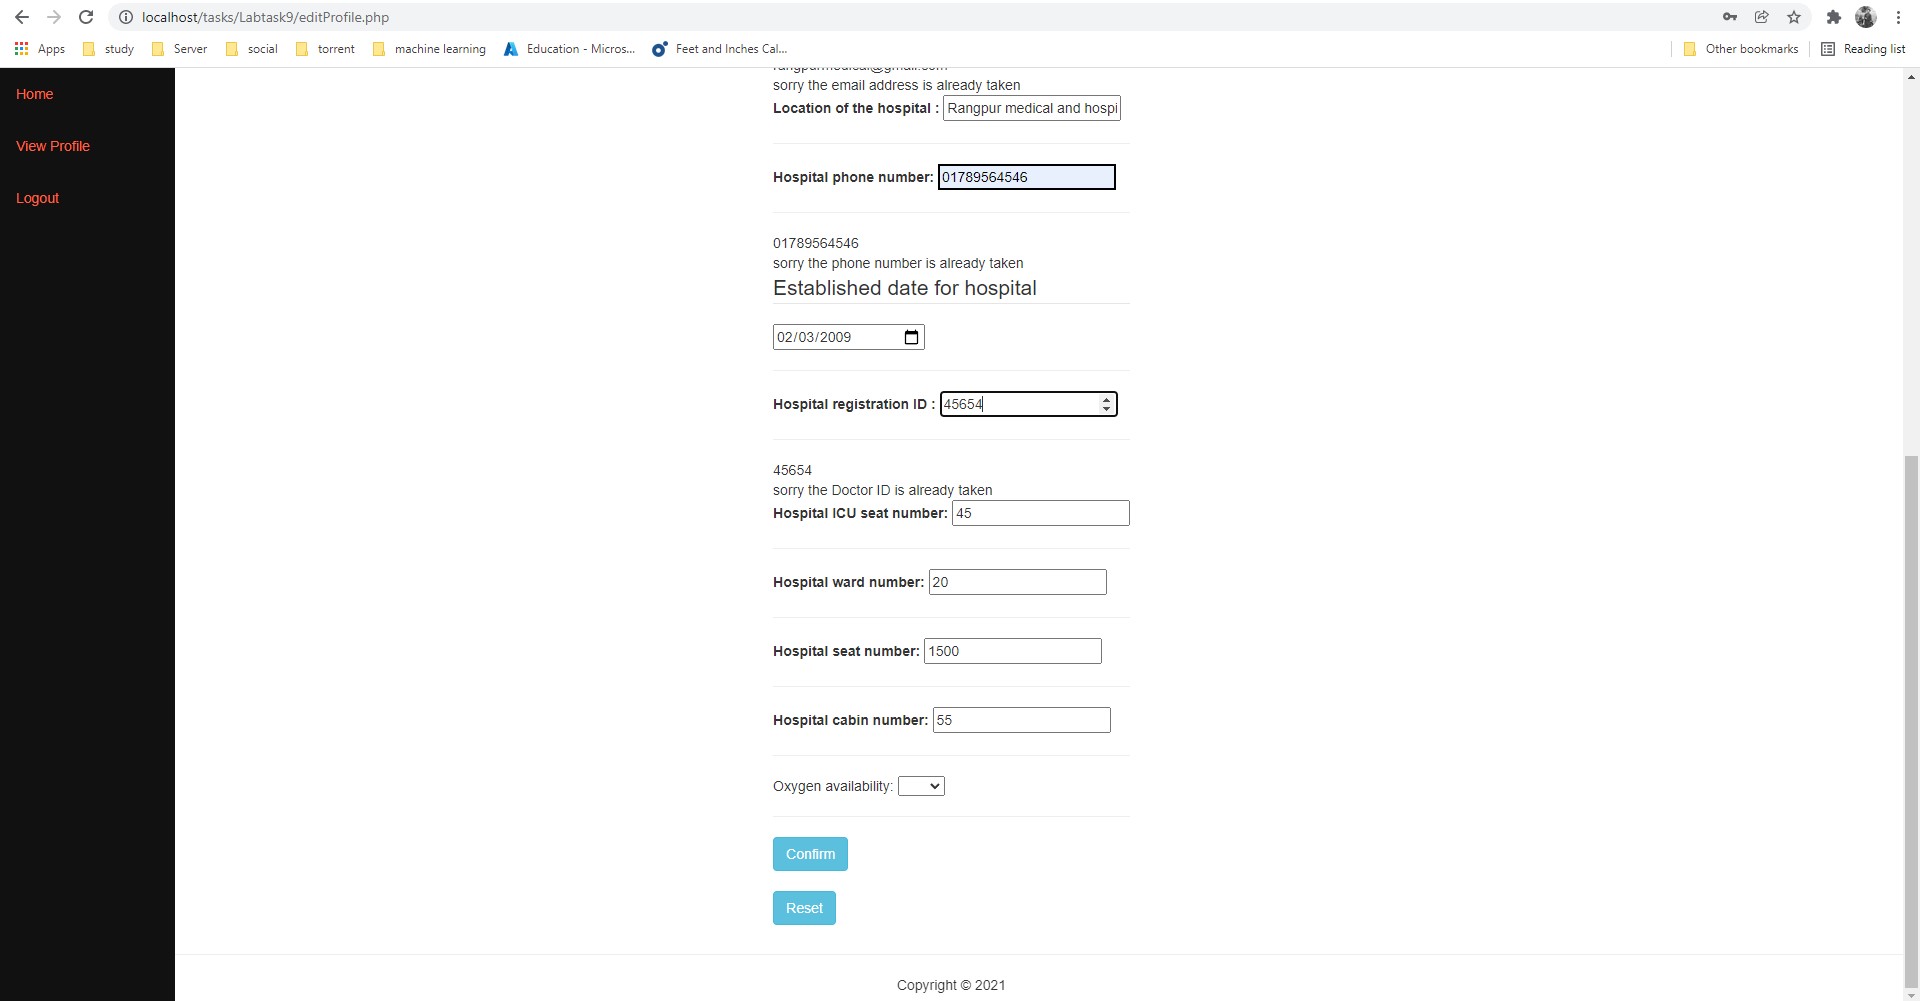 localhost/tasks/Labtask9/editProfile.php
Apps study Server social torrent machine learning Education - Micros... Feet and Inches Cal... Other bookmarks Reading list
Home
View Profile
Logout
rangpurmedical@gmail.com
sorry the email address is already taken
Location of the hospital : Rangpur medical and hospi
Hospital phone number: 01789564546
01789564546
sorry the phone number is already taken
Established date for hospital
02/03/2009
Hospital registration ID : 45654
45654
sorry the Doctor ID is already taken
Hospital ICU seat number: 45
Hospital ward number: 20
Hospital seat number: 1500
Hospital cabin number: 55
Oxygen availability:
Confirm
Reset
Copyright © 2021